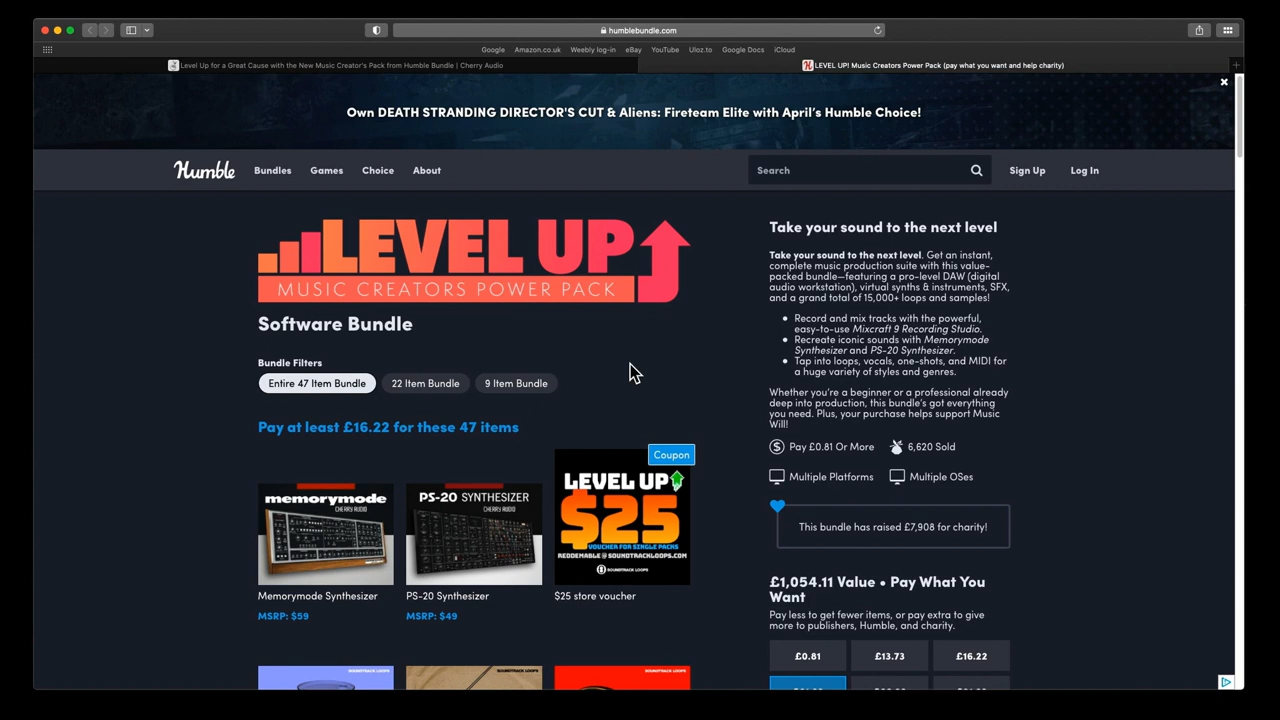 humblebundle.com
Google Amazon.co.uk Weebly log-in eBay YouTube Uloz.to Google Docs iCloud
Level Up for a Great Cause with the New Music Creator's Pack from Humble Bundle | Cherry Audio
LEVEL UP! Music Creators Power Pack (pay what you want and help charity)
Own DEATH STRANDING DIRECTOR'S CUT & Aliens: Fireteam Elite with April's Humble Choice!
Humble Bundles Games Choice About Search Sign Up Log In
LEVEL UP
MUSIC CREATORS POWER PACK
Software Bundle
Bundle Filters
Entire 47 Item Bundle 22 Item Bundle 9 Item Bundle
Pay at least £16.22 for these 47 items
memorymode
CHERRY AUDIO
Memorymode Synthesizer
MSRP: $59
PS-20 SYNTHESIZER
CHERRY AUDIO
PS-20 Synthesizer
MSRP: $49
Coupon
LEVEL UP
$25
VOUCHER FOR SINGLE PACKS
REDEEMABLE @ SOUNDTRACKLOOPS.COM
SOUNDTRACK LOOPS
$25 store voucher
SOUNDTRACK LOOPS
SOUNDTRACK LOOPS
SOUNDTRACK LOOPS
Take your sound to the next level
Take your sound to the next level. Get an instant,
complete music production suite with this value-
packed bundle—featuring a pro-level DAW (digital
audio workstation), virtual synths & instruments, SFX,
and a grand total of 15,000+ loops and samples!
Record and mix tracks with the powerful,
easy-to-use Mixcraft 9 Recording Studio.
Recreate iconic sounds with Memorymode
Synthesizer and PS-20 Synthesizer.
Tap into loops, vocals, one-shots, and MIDI for
a huge variety of styles and genres.
Whether you're a beginner or a professional already
deep into production, this bundle's got everything
you need. Plus, your purchase helps support Music
Will!
Pay £0.81 Or More 6,620 Sold
Multiple Platforms Multiple OSes
This bundle has raised £7,908 for charity!
£1,054.11 Value • Pay What You
Want
Pay less to get fewer items, or pay extra to give
more to publishers, Humble, and charity.
£0.81 £13.73 £16.22